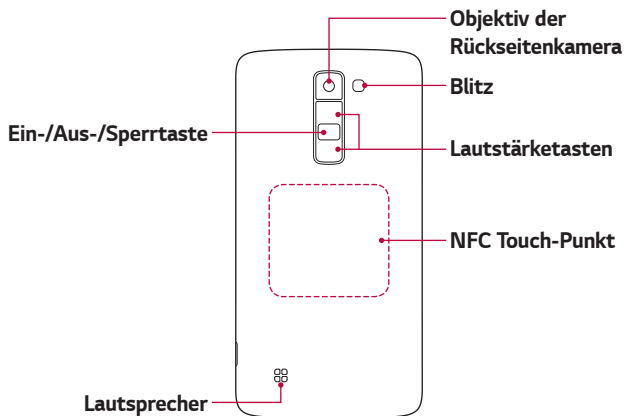 Objektiv der
Rückseitenkamera
Blitz
Ein-/Aus-/Sperrtaste
Lautstärketasten
NFC Touch-Punkt
Lautsprecher